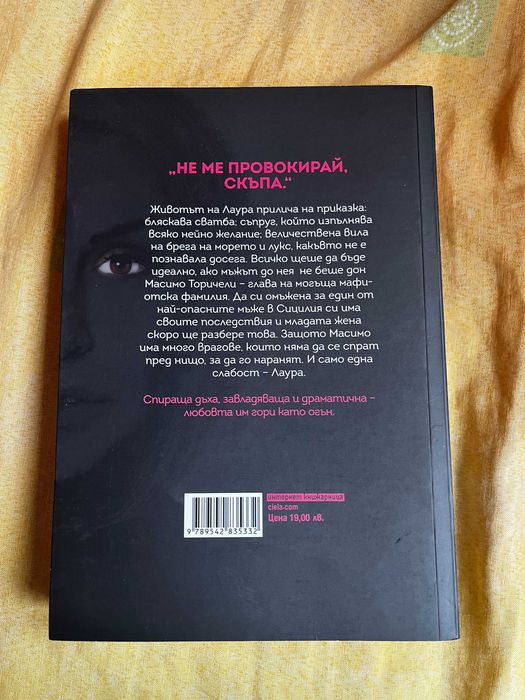 „НЕ МЕ ПРОВОКИРАЙ,
СКЪПА.“
Животът на Лаура прилича на приказка:
бляскава сватба; съпруг, който изпълнява
всяко нейно желание; величествена вила
на брега на морето и лукс, какъвто не е
познавала досега. Всичко щеше да бъде
идеално, ако мъжът до нея не беше дон
Масимо Торичели – глава на могъща мафи-
отска фамилия. Да си омъжена за един от
най-опасните мъже в Сицилия си има
своите последствия и младата жена
скоро ще разбере това. Защото Масимо
има много врагове, които няма да се спрат
пред нищо, за да го наранят. И само една
слабост – Лаура.
Спираща дъха, завладяваща и драматична –
любовта им гори като огън.
интернет книжарница
ciela.com
Цена 19,00 лв.
9 789542 835332